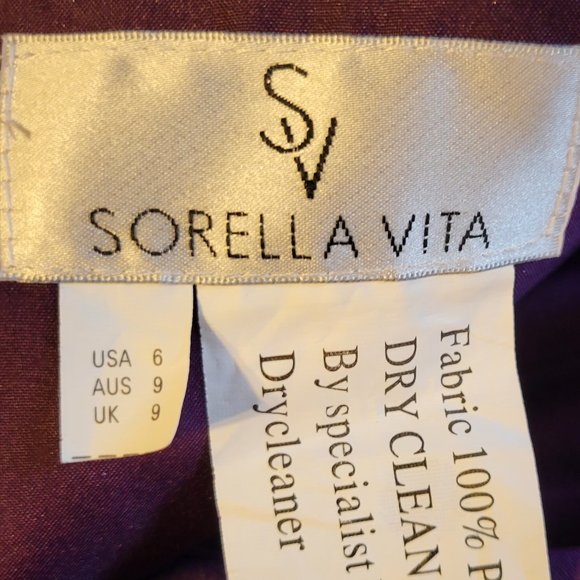 SV
SORELLA VITA
USA 6
AUS 9
UK 9
Fabric 100% P
DRY CLEAN
By specialist
Drycleaner